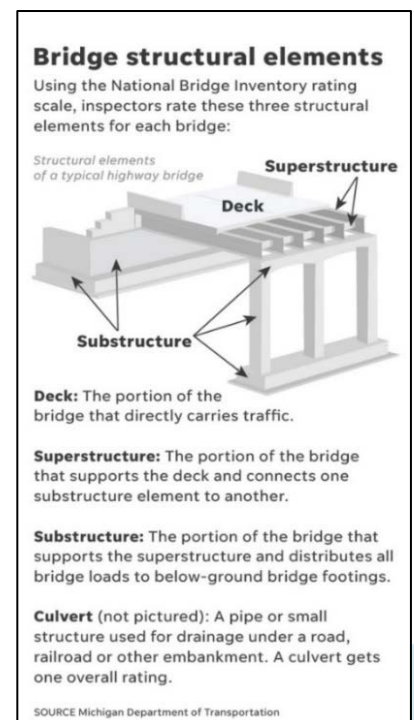 Bridge structural elements
Using the National Bridge Inventory rating
scale, inspectors rate these three structural
elements for each bridge:
Structural elements
of a typical highway bridge
Superstructure
Deck
Substructure
Deck: The portion of the
bridge that directly carries traffic.
Superstructure: The portion of the bridge
that supports the deck and connects one
substructure element to another.
Substructure: The portion of the bridge that
supports the superstructure and distributes all
bridge loads to below-ground bridge footings.
Culvert (not pictured): A pipe or small
structure used for drainage under a road,
railroad or other embankment. A culvert gets
one overall rating.
SOURCE Michigan Department of Transportation